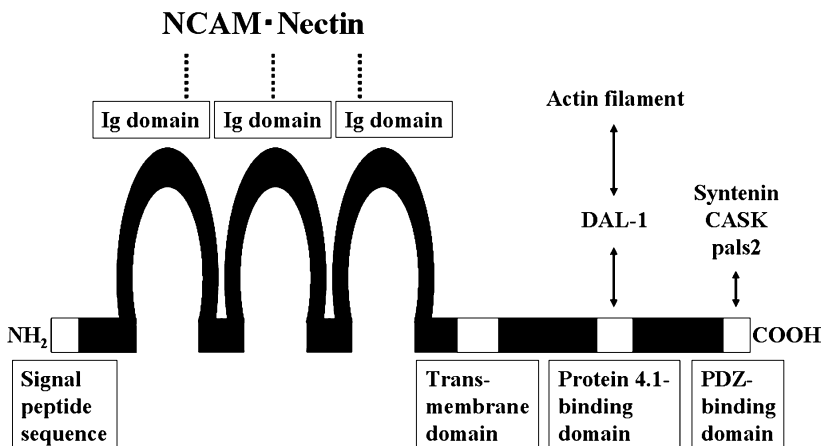 NCAM·Nectin
Ig domain
Ig domain
Ig domain
Actin filament
DAL-1
Syntenin
CASK
pals2
NH2
COOH
Signal
peptide
sequence
Trans-
membrane
domain
Protein 4.1-
binding
domain
PDZ-
binding
domain